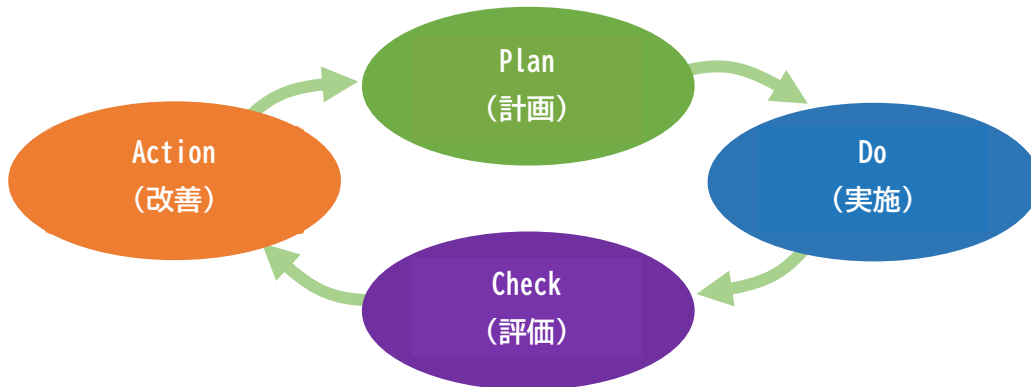 Plan
（計画）
Do
（実施）
Check
（評価）
Action
（改善）